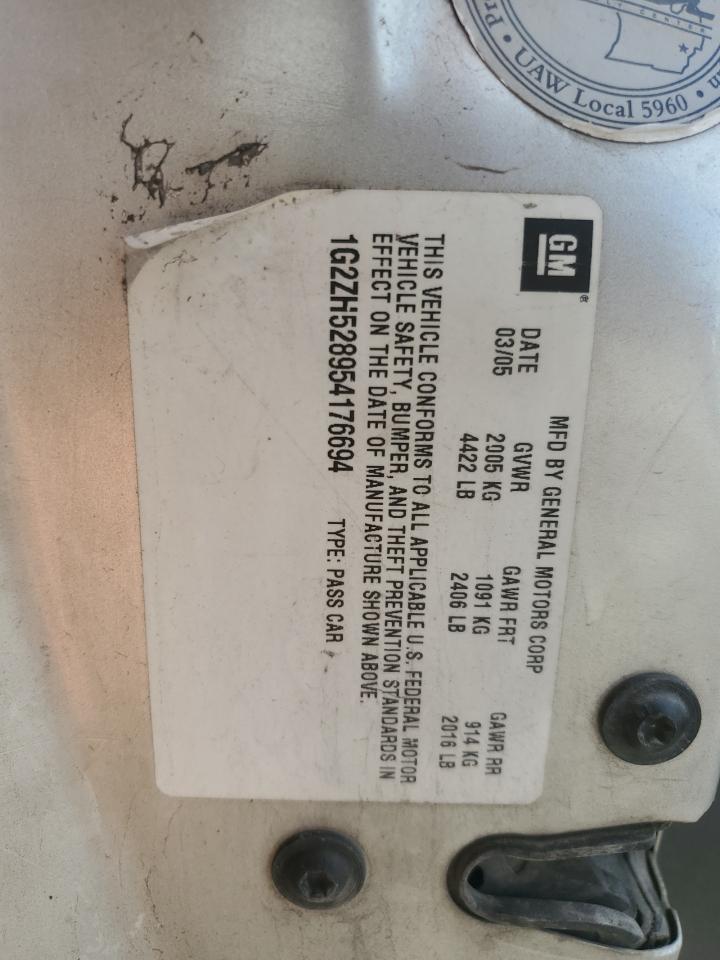 GM
MFD BY GENERAL MOTORS CORP
DATE GVWR GAWR FRT GAWR RR
03/05 2005 KG 1091 KG 914 KG
4422 LB 2406 LB 2016 LB
THIS VEHICLE CONFORMS TO ALL APPLICABLE U.S. FEDERAL MOTOR
VEHICLE SAFETY, BUMPER, AND THEFT PREVENTION STANDARDS IN
EFFECT ON THE DATE OF MANUFACTURE SHOWN ABOVE.
1G2ZH528954176694 TYPE: PASS CAR
UAW Local 5960